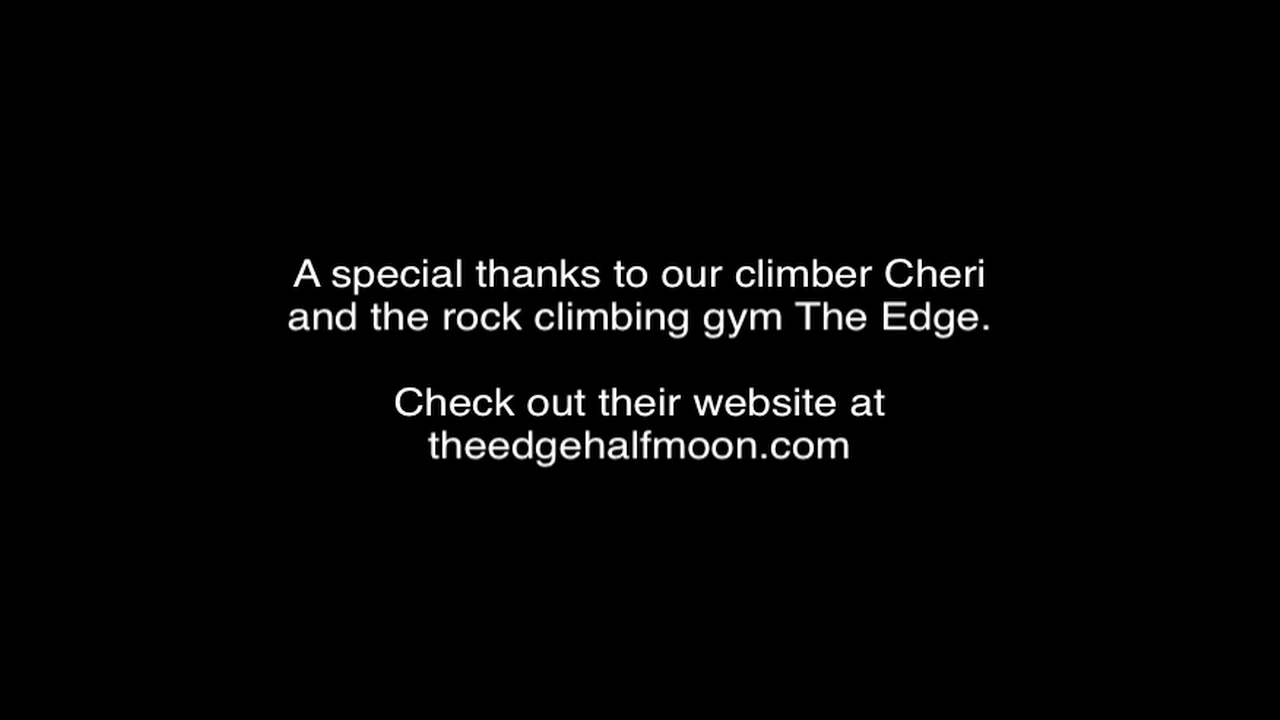 A special thanks to our climber Cheri
and the rock climbing gym The Edge.
Check out their website at
theedgehalfmoon.com